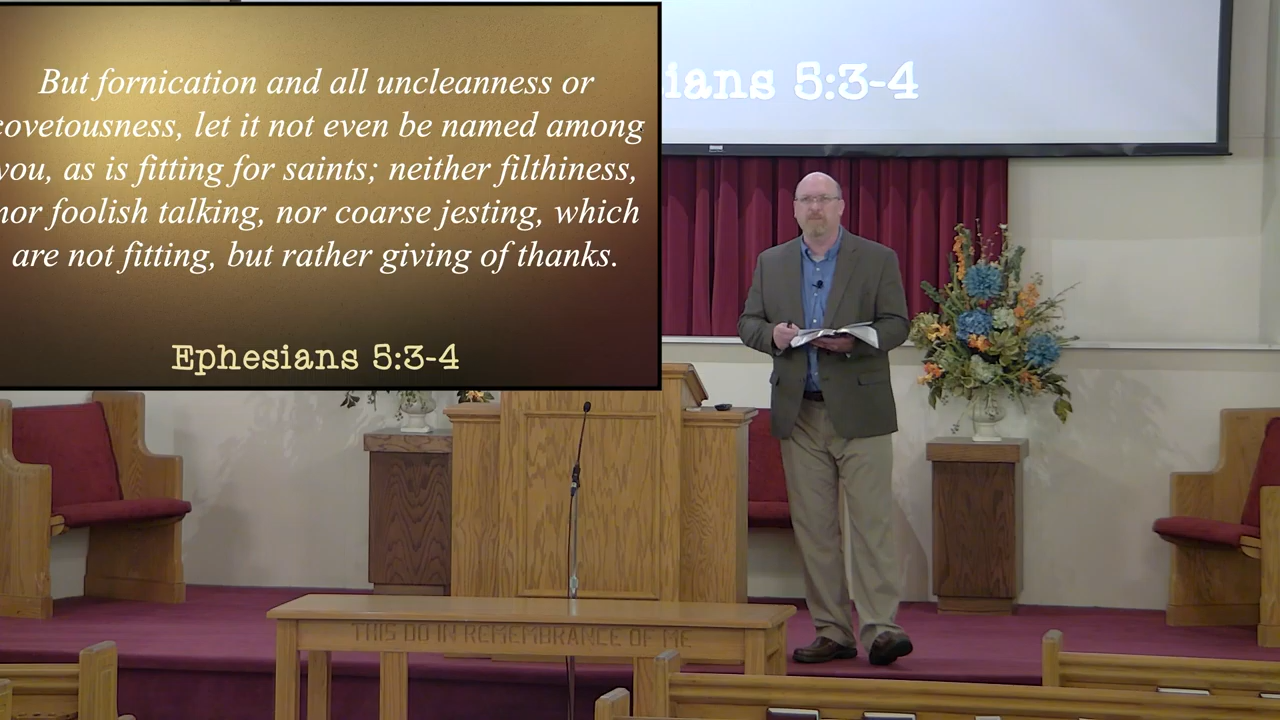 But fornication and all uncleanness or
covetousness, let it not even be named among
you, as is fitting for saints; neither filthiness,
nor foolish talking, nor coarse jesting, which
are not fitting, but rather giving of thanks.
Ephesians 5:3-4
ians 5:3-4
THIS DO IN REMEMBRANCE OF ME